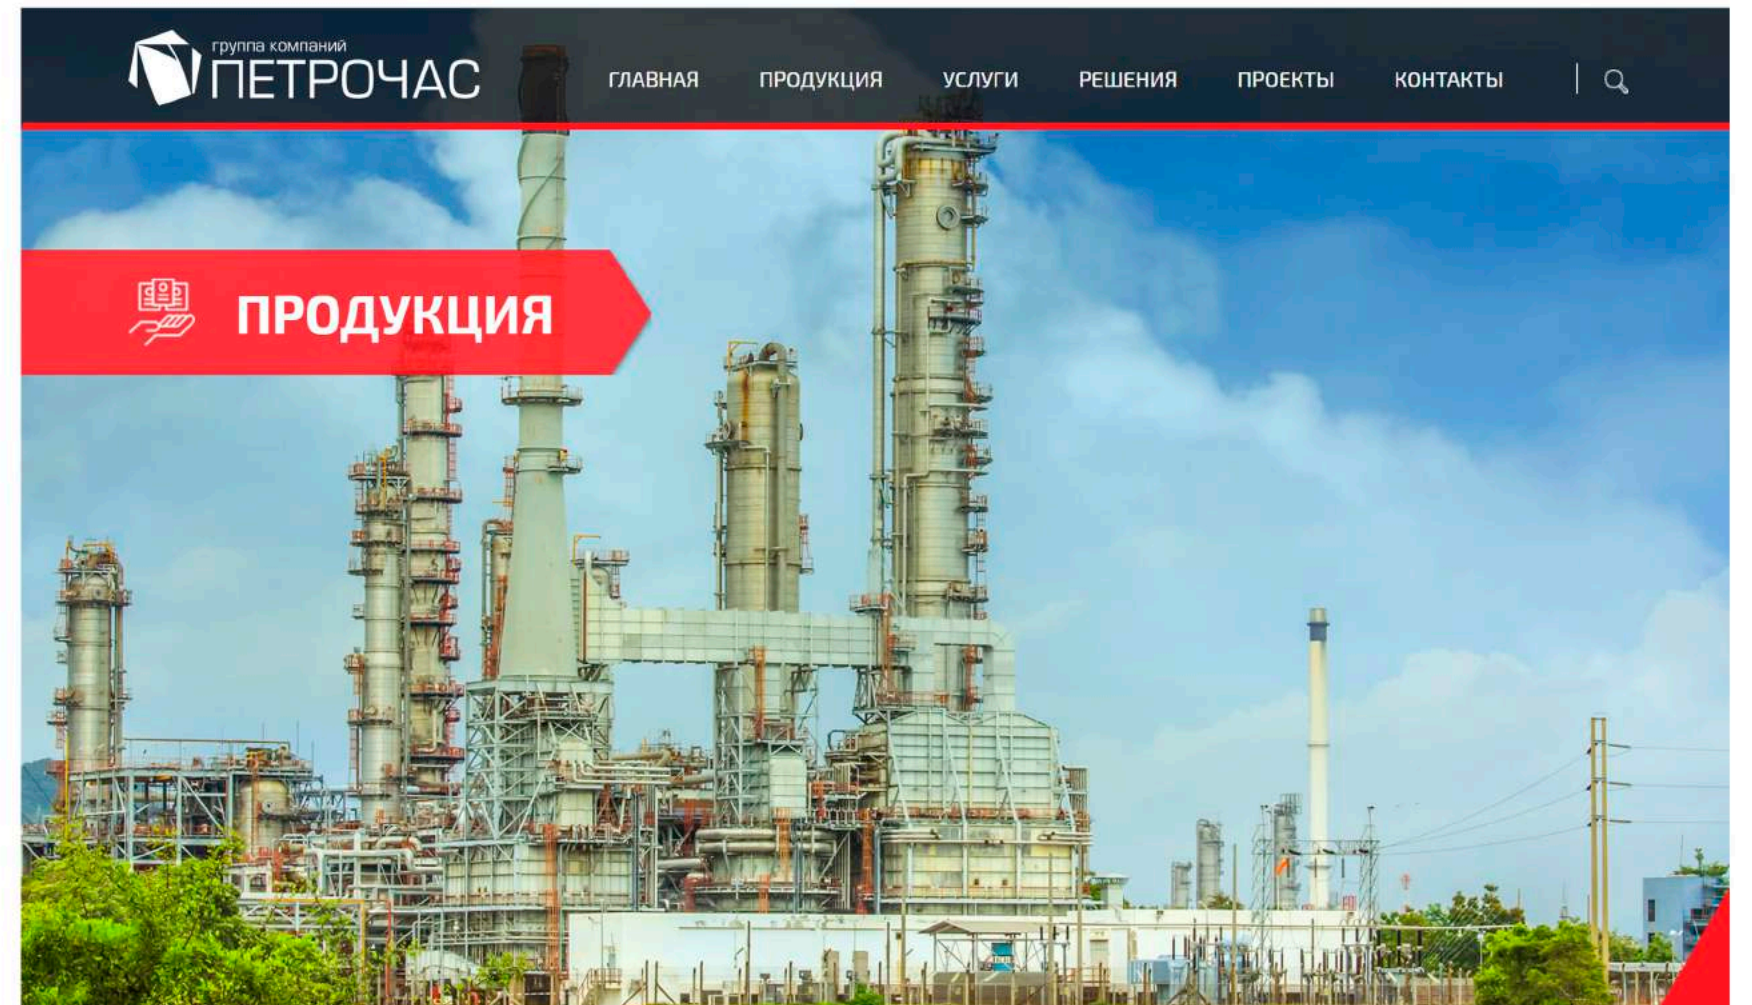 группа компаний
ПЕТРОЧАС
ГЛАВНАЯ ПРОДУКЦИЯ УСЛУГИ РЕШЕНИЯ ПРОЕКТЫ КОНТАКТЫ
ПРОДУКЦИЯ